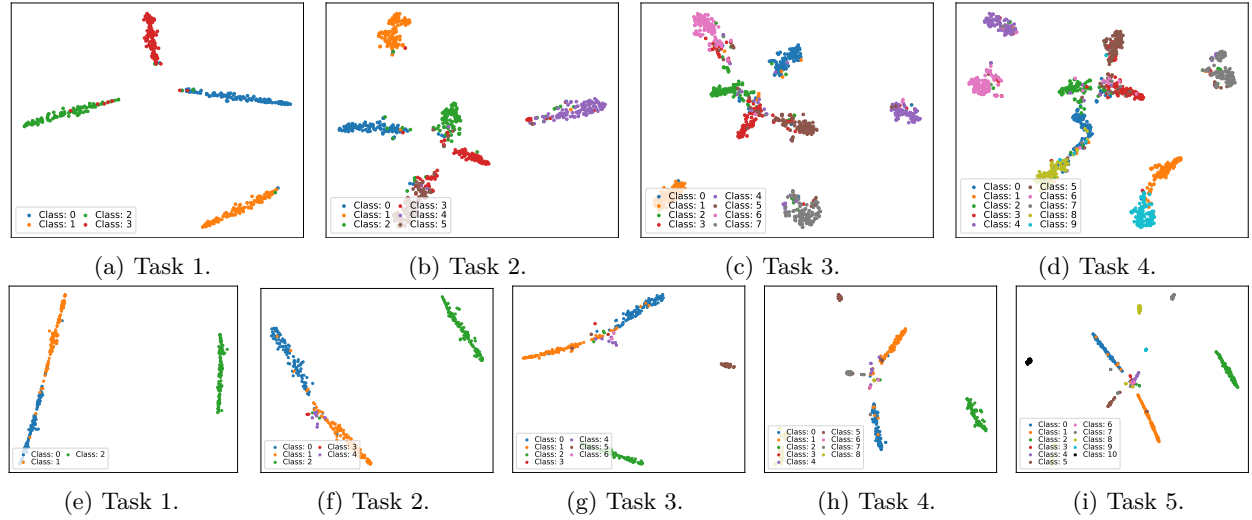 Class: 0 Class: 2
Class: 1 Class: 3
Class: 0 Class: 3
Class: 1 Class: 4
Class: 2 Class: 5
Class: 0 Class: 4
Class: 1 Class: 5
Class: 2 Class: 6
Class: 3 Class: 7
Class: 0 Class: 5
Class: 1 Class: 6
Class: 2 Class: 7
Class: 3 Class: 8
Class: 4 Class: 9
(a) Task 1.
(b) Task 2.
(c) Task 3.
(d) Task 4.
Class: 0 Class: 2
Class: 1
Class: 0 Class: 3
Class: 1 Class: 4
Class: 2
Class: 0 Class: 4
Class: 1 Class: 5
Class: 2 Class: 6
Class: 3
Class: 0 Class: 5
Class: 1 Class: 6
Class: 2 Class: 7
Class: 3 Class: 8
Class: 4
Class: 0 Class: 6
Class: 1 Class: 7
Class: 2 Class: 8
Class: 3 Class: 9
Class: 4 Class: 10
Class: 5
(e) Task 1.
(f) Task 2.
(g) Task 3.
(h) Task 4.
(i) Task 5.